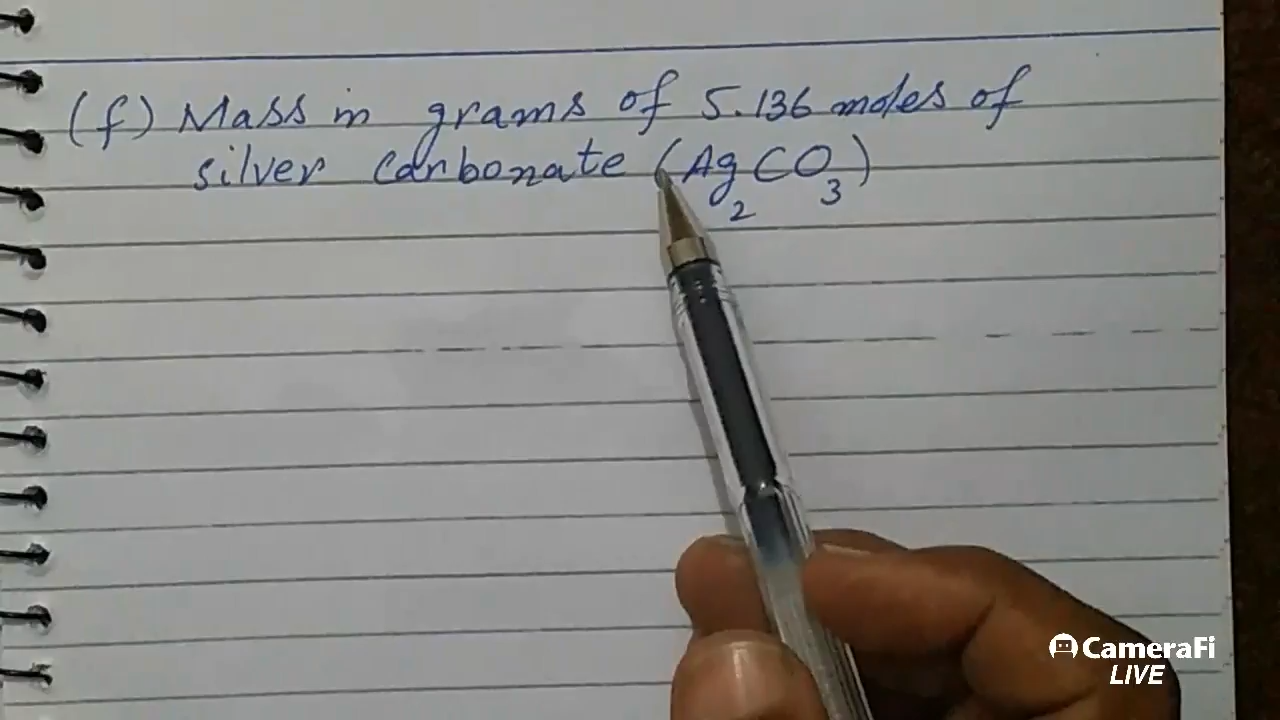 (f) Mass in grams of 5.136 moles of
silver carbonate (Ag₂CO₃)
CameraFi
LIVE